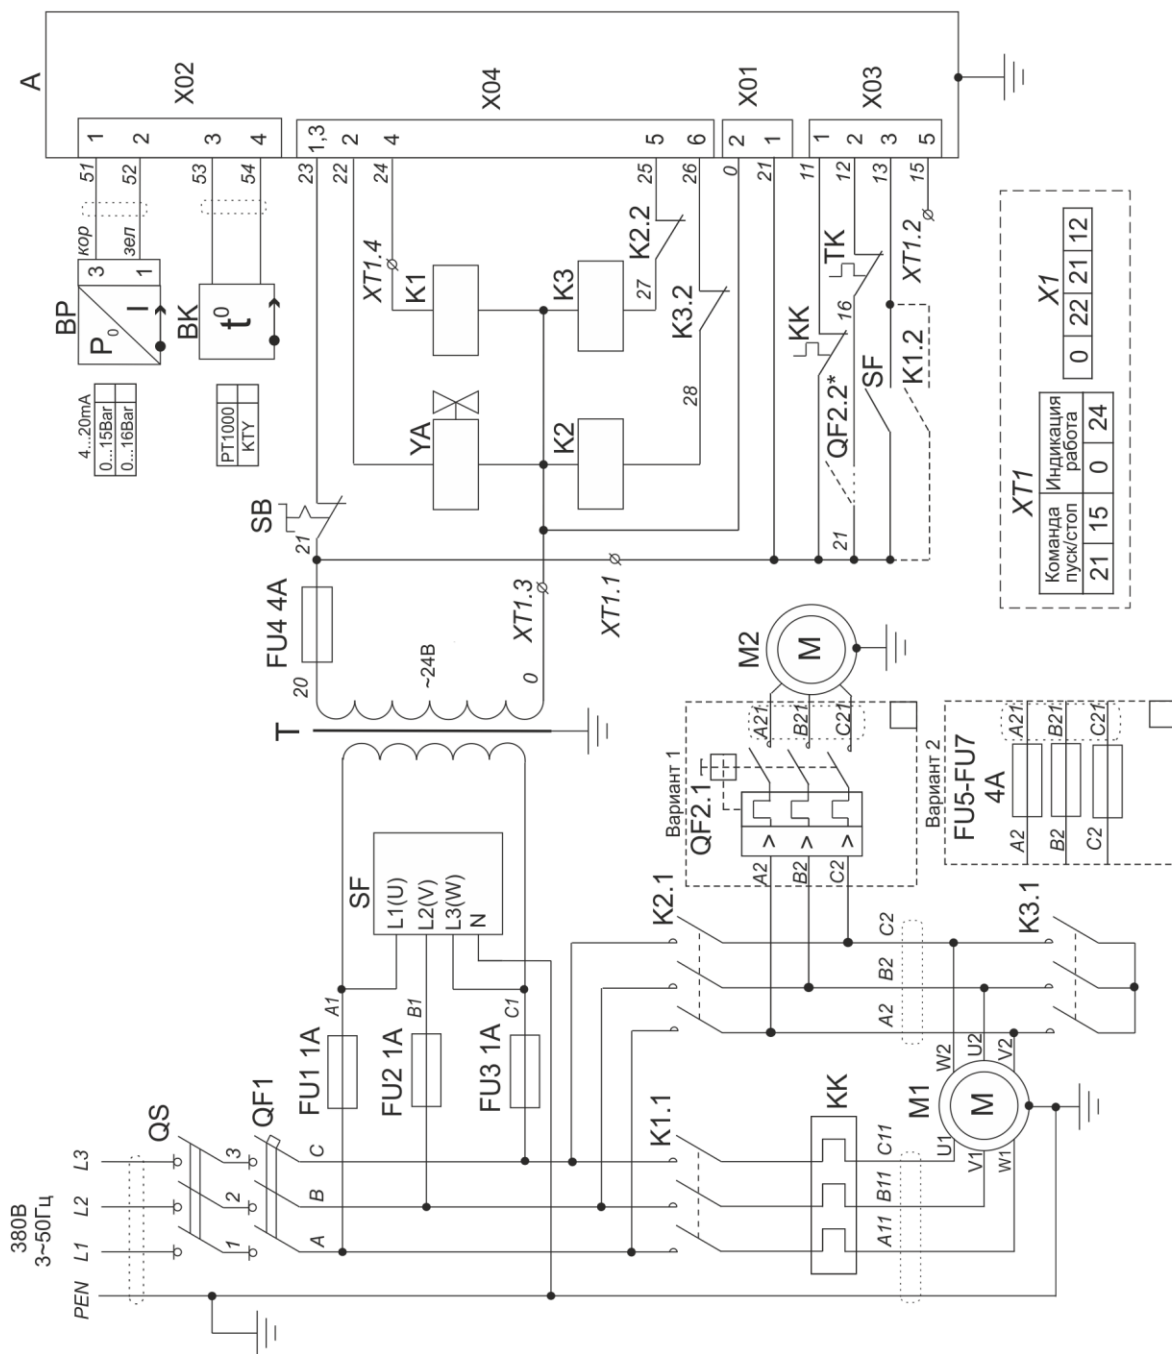 380В
3~50Гц
PEN
L1
L2
L3
QS
1
2
3
QF1
A
B
C
FU1 1A
FU2 1A
FU3 1A
A1
B1
C1
SF
L1(U)
L2(V)
L3(W)
N
T
~24В
20
0
FU4 4A
21
SB
XT1.3
XT1.1
K1.1
KK
A11
B11
C11
U1
V1
W1
M1
M
W2
U2
V2
K2.1
A2
B2
C2
K3.1
Вариант 1
QF2.1
A2
B2
C2
>
>
>
A21
B21
C21
M2
M
Вариант 2
FU5-FU7
4A
A2
B2
C2
A21
B21
C21
4...20mA
0...15Bar
0...16Bar
BP
P0
I
3
1
кор
зел
51
52
PT1000
KTY
BK
t0
53
54
YA
K1
K2
K3
XT1.4
23
22
24
25
26
27
28
K2.2
K3.2
0
21
11
12
13
15
KK
TK
16
QF2.2*
21
SF
K1.2
XT1.2
A
X02
1
2
3
4
X04
1,3
2
4
5
6
X01
2
1
X03
1
2
3
5
XT1
Команда пуск/стоп
Индикация работа
21 15 0 24
X1
0 22 21 12